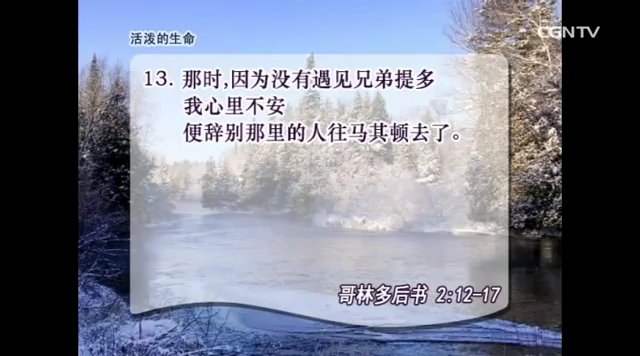 活泼的生命
CGNTV
13. 那时,因为没有遇见兄弟提多
我心里不安
便辞别那里的人往马其顿去了。
哥林多后书 2:12-17